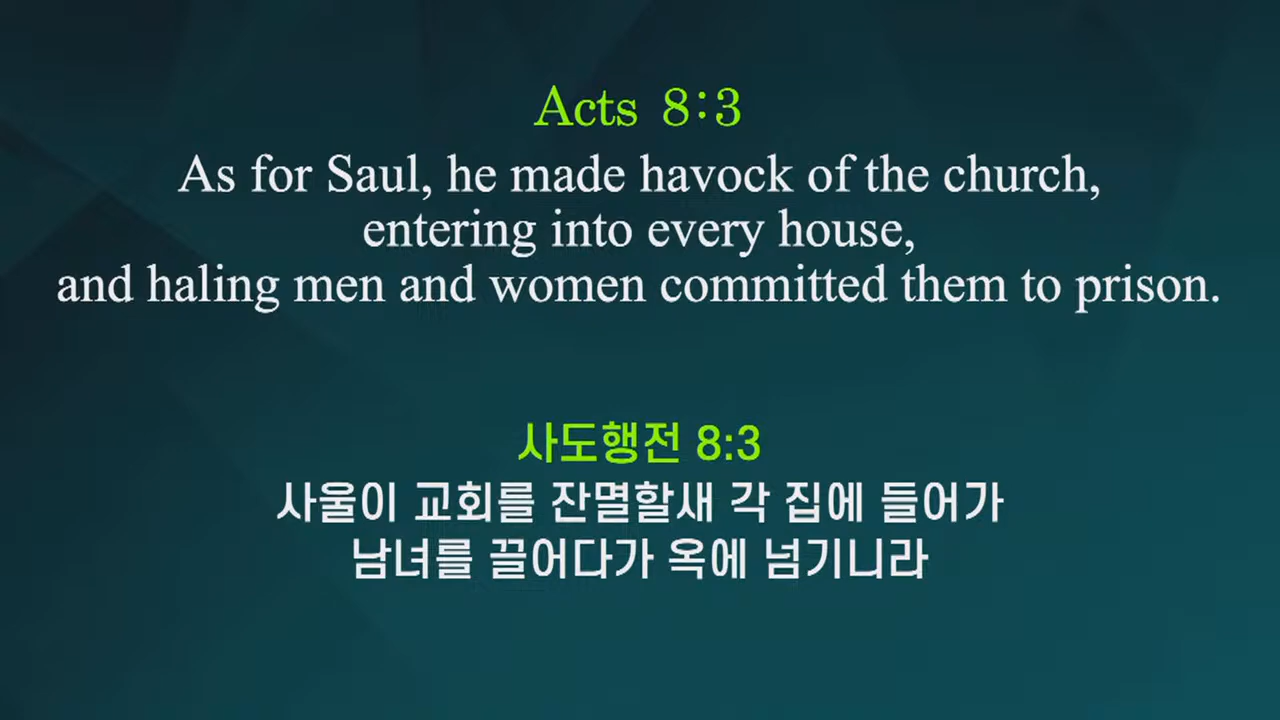 Acts 8:3
As for Saul, he made havock of the church,
entering into every house,
and haling men and women committed them to prison.
사도행전 8:3
사울이 교회를 잔멸할새 각 집에 들어가
남녀를 끌어다가 옥에 넘기니라